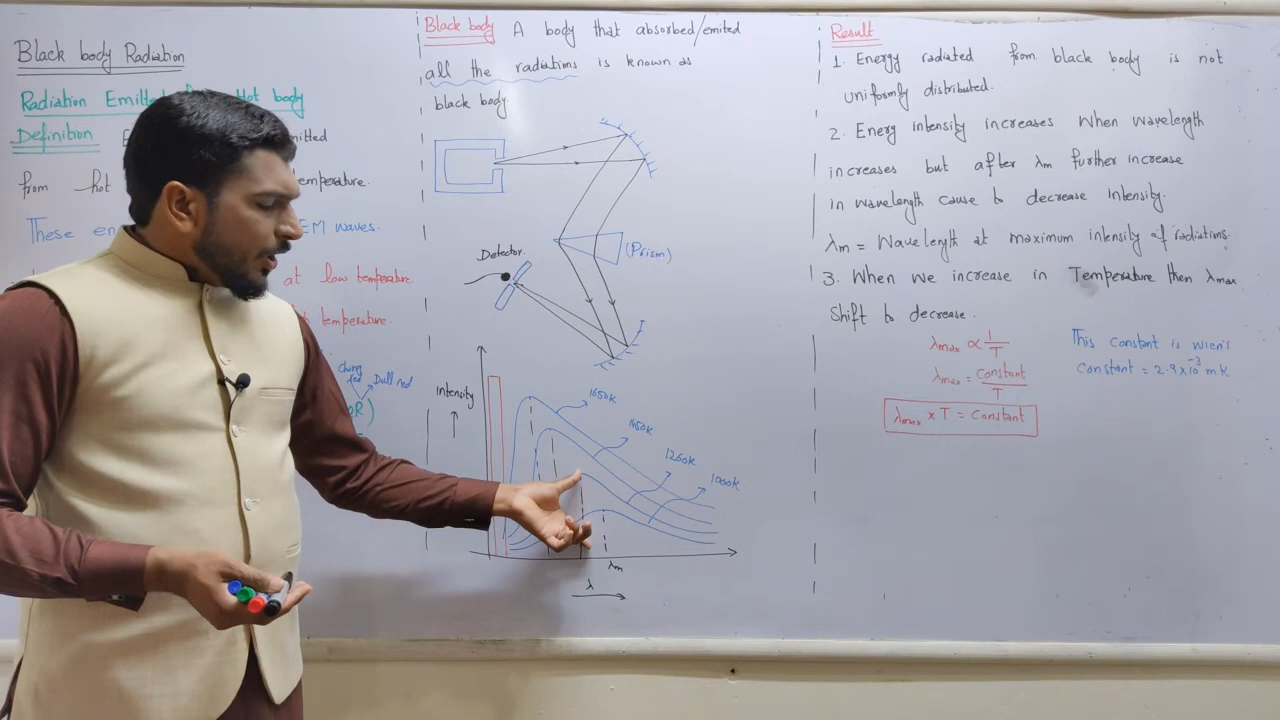 Black body Radiation
Radiation Emitted Hot body
Definition mitted
from hot temperature.
These en EM waves.
at low temperature.
temperature.
Dull red
Black body A body that absorbed/emited
all the radiations is known as
black body
(Prism)
Detector.
Intensity
1650K
1450K
1260K
1000K
λm
λ
Result
1. Energy radiated from black body is not
uniformly distributed.
2. Energy intensity increases When wavelength
increases but after λm further increase
in wavelength cause to decrease intensity.
λm = Wavelength at maximum intensity of radiations.
3. When we increase in Temperature then λmax
Shift to decrease.
λmax ∝ 1/T
λmax = Constant/T
λmax × T = Constant
This Constant is wien's
Constant = 2.9x10⁻³ mK